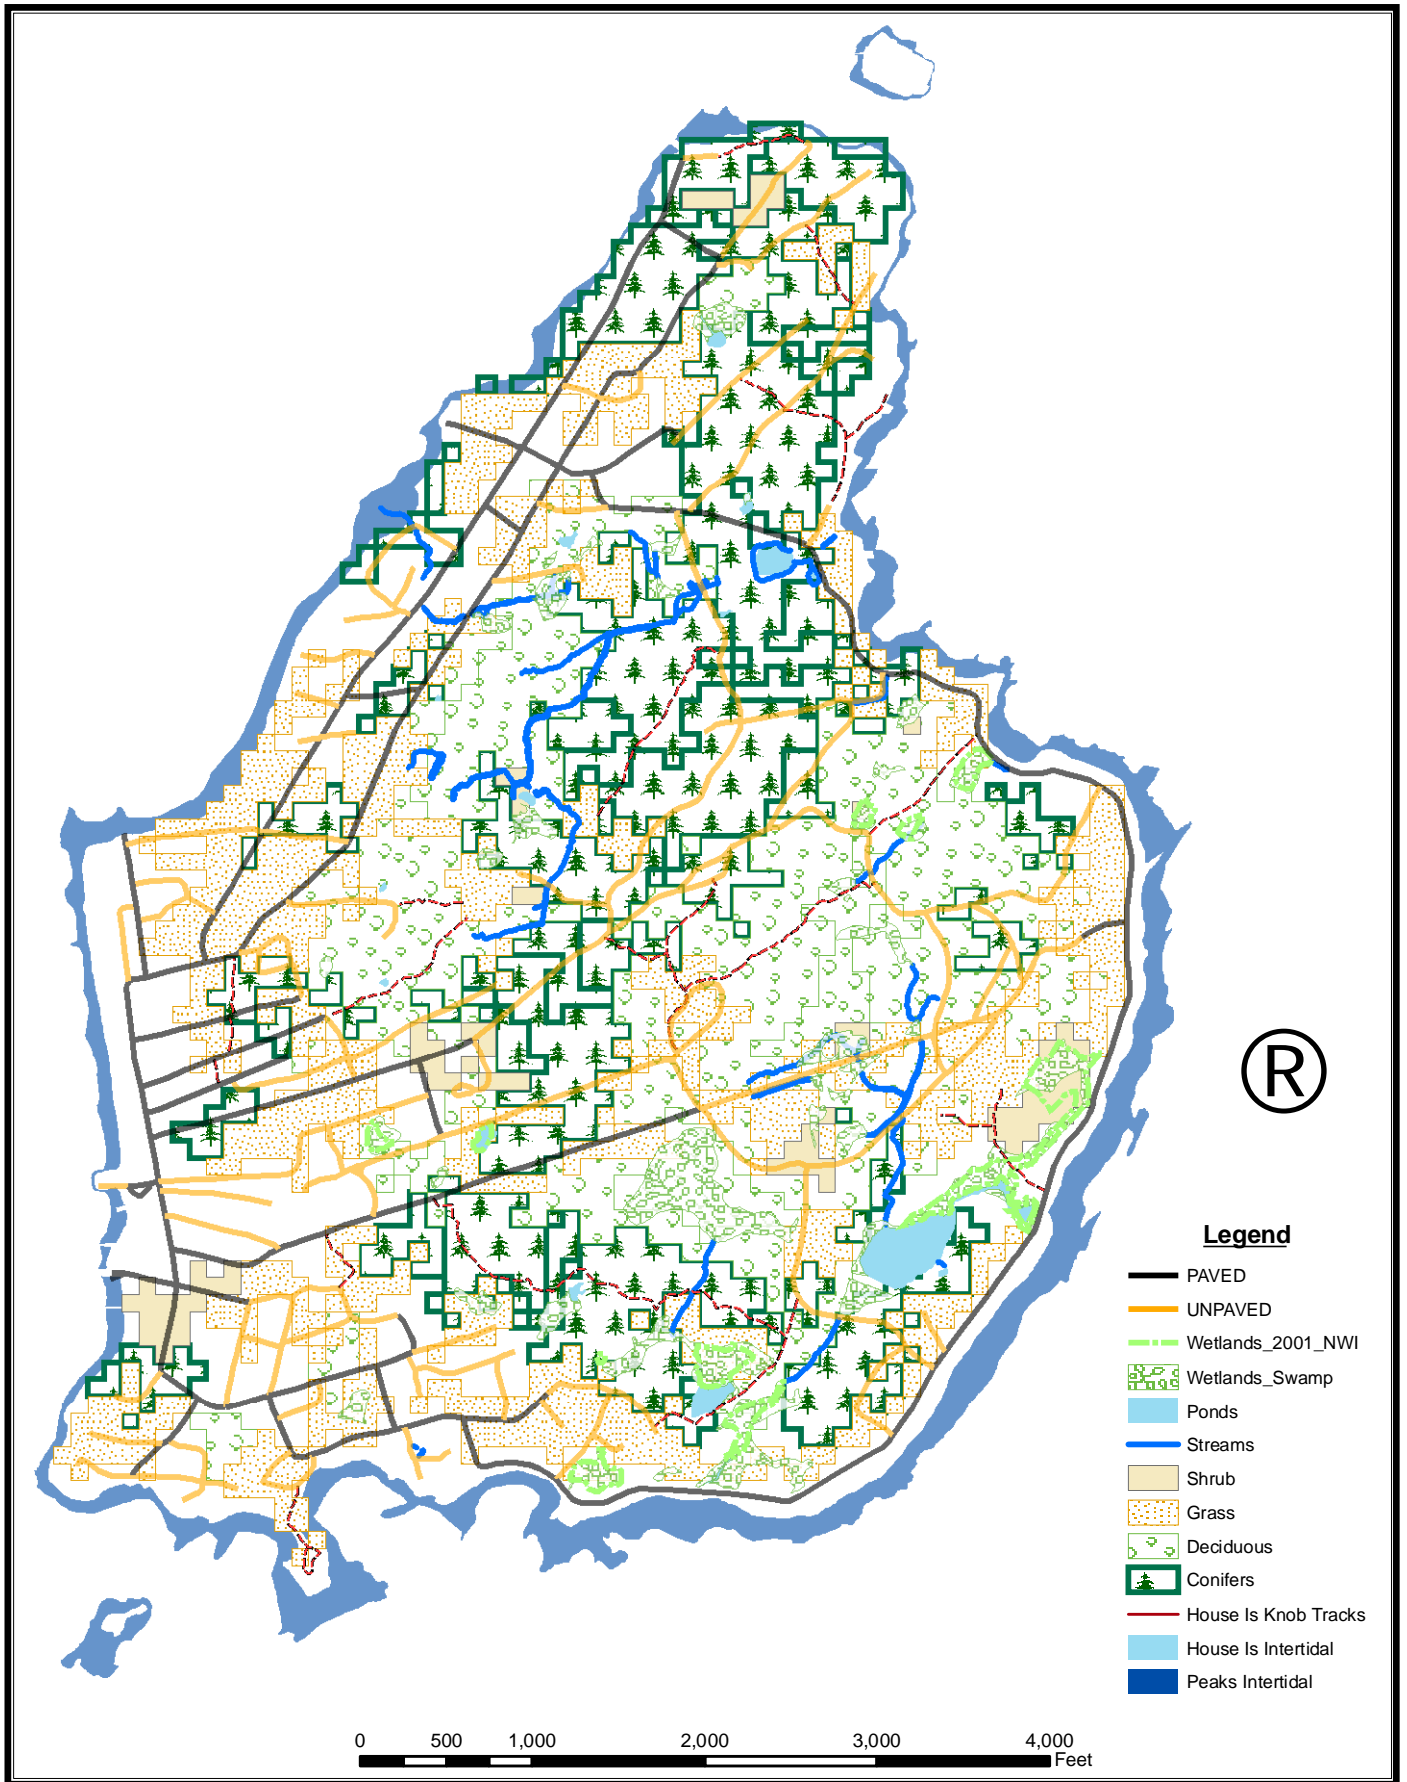 ®
Legend
PAVED
UNPAVED
Wetlands_2001_NWI
Wetlands_Swamp
Ponds
Streams
Shrub
Grass
Deciduous
Conifers
House Is Knob Tracks
House Is Intertidal
Peaks Intertidal
0 500 1,000 2,000 3,000 4,000
Feet